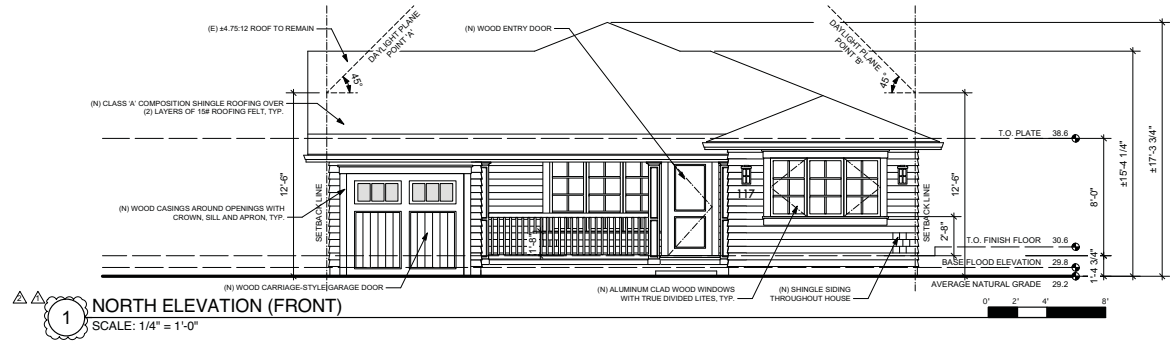 (E) ±4.75:12 ROOF TO REMAIN
DAYLIGHT PLANE
POINT 'A'
45°
(N) WOOD ENTRY DOOR
DAYLIGHT PLANE
POINT 'B'
45°
(N) CLASS 'A' COMPOSITION SHINGLE ROOFING OVER
(2) LAYERS OF 15# ROOFING FELT, TYP.
T.O. PLATE 38.6
±15'-4 1/4"
±17'-3 3/4"
12'-6"
SETBACK LINE
(N) WOOD CASINGS AROUND OPENINGS WITH
CROWN, SILL AND APRON, TYP.
1'-8"
117
SETBACK LINE
12'-6"
2'-8"
8'-0"
T.O. FINISH FLOOR 30.6
BASE FLOOD ELEVATION 29.8
1'-4 3/4"
AVERAGE NATURAL GRADE 29.2
(N) WOOD CARRIAGE-STYLE GARAGE DOOR
(N) ALUMINUM CLAD WOOD WINDOWS
WITH TRUE DIVIDED LITES, TYP.
(N) SHINGLE SIDING
THROUGHOUT HOUSE
2 1
1
NORTH ELEVATION (FRONT)
SCALE: 1/4" = 1'-0"
0' 2' 4' 8'